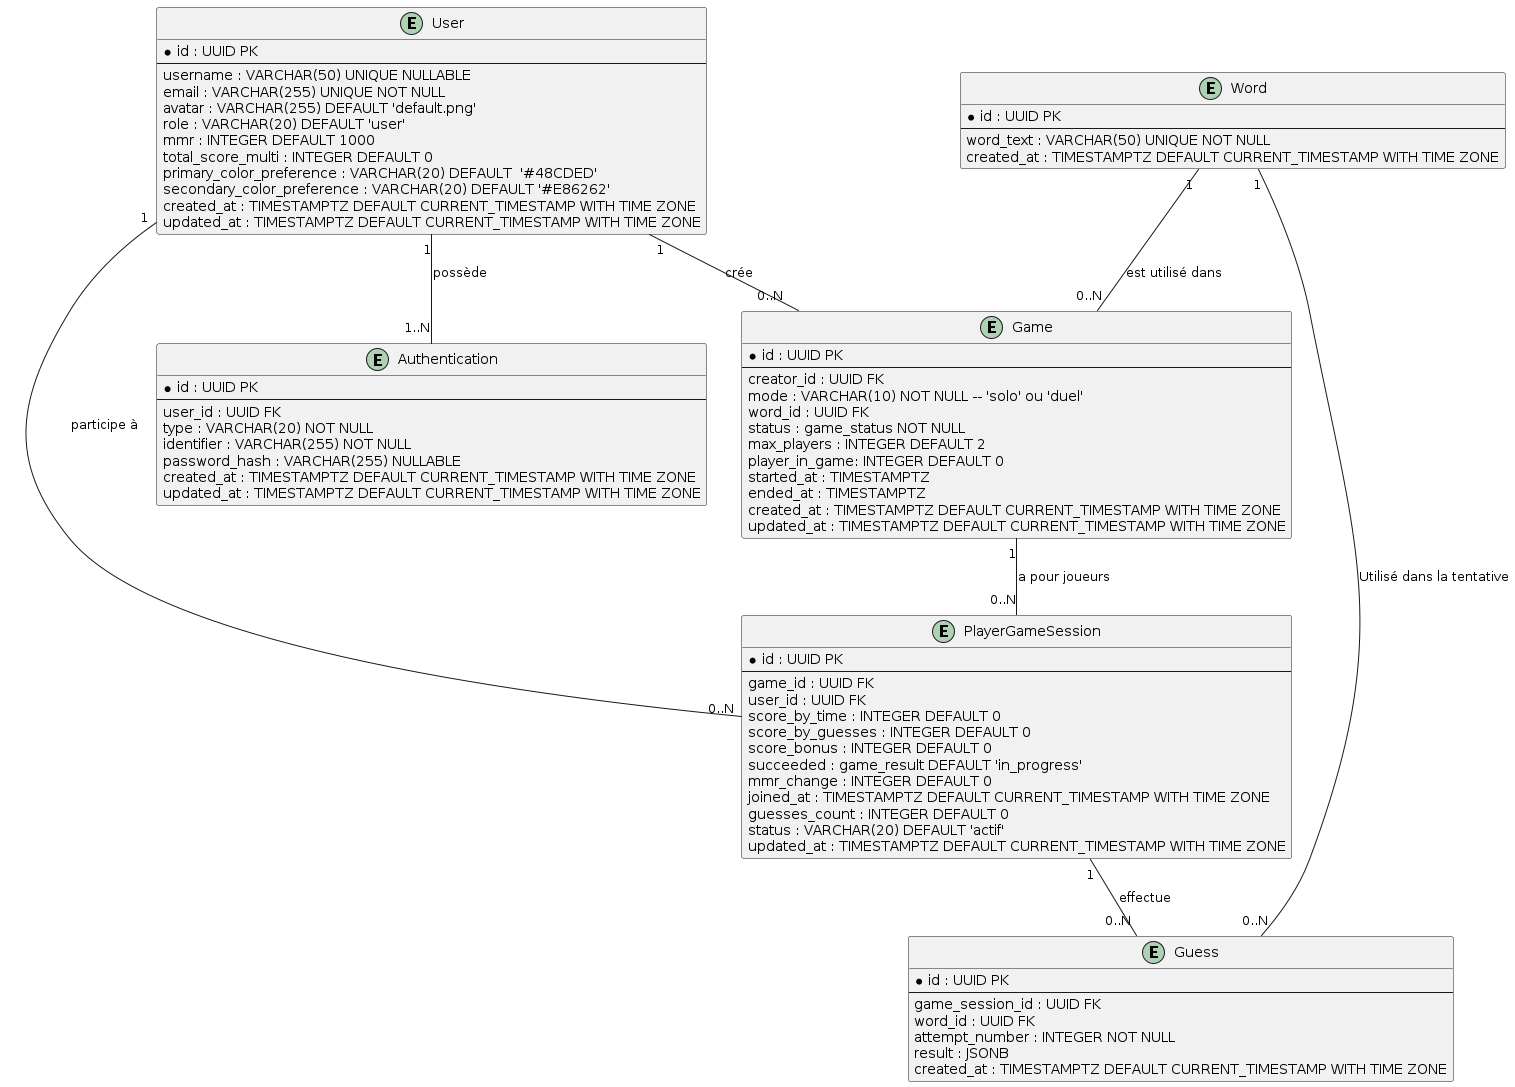 E User
* id : UUID PK
username : VARCHAR(50) UNIQUE NULLABLE
email : VARCHAR(255) UNIQUE NOT NULL
avatar : VARCHAR(255) DEFAULT 'default.png'
role : VARCHAR(20) DEFAULT 'user'
mmr : INTEGER DEFAULT 1000
total_score_multi : INTEGER DEFAULT 0
primary_color_preference : VARCHAR(20) DEFAULT  '#48CDED'
secondary_color_preference : VARCHAR(20) DEFAULT '#E86262'
created_at : TIMESTAMPTZ DEFAULT CURRENT_TIMESTAMP WITH TIME ZONE
updated_at : TIMESTAMPTZ DEFAULT CURRENT_TIMESTAMP WITH TIME ZONE
E Word
* id : UUID PK
word_text : VARCHAR(50) UNIQUE NOT NULL
created_at : TIMESTAMPTZ DEFAULT CURRENT_TIMESTAMP WITH TIME ZONE
1
participe à
0..N
1
possède
1..N
1
crée
0..N
1
est utilisé dans
0..N
1
Utilisé dans la tentative
0..N
E Authentication
* id : UUID PK
user_id : UUID FK
type : VARCHAR(20) NOT NULL
identifier : VARCHAR(255) NOT NULL
password_hash : VARCHAR(255) NULLABLE
created_at : TIMESTAMPTZ DEFAULT CURRENT_TIMESTAMP WITH TIME ZONE
updated_at : TIMESTAMPTZ DEFAULT CURRENT_TIMESTAMP WITH TIME ZONE
E Game
* id : UUID PK
creator_id : UUID FK
mode : VARCHAR(10) NOT NULL -- 'solo' ou 'duel'
word_id : UUID FK
status : game_status NOT NULL
max_players : INTEGER DEFAULT 2
player_in_game: INTEGER DEFAULT 0
started_at : TIMESTAMPTZ
ended_at : TIMESTAMPTZ
created_at : TIMESTAMPTZ DEFAULT CURRENT_TIMESTAMP WITH TIME ZONE
updated_at : TIMESTAMPTZ DEFAULT CURRENT_TIMESTAMP WITH TIME ZONE
1
a pour joueurs
0..N
E PlayerGameSession
* id : UUID PK
game_id : UUID FK
user_id : UUID FK
score_by_time : INTEGER DEFAULT 0
score_by_guesses : INTEGER DEFAULT 0
score_bonus : INTEGER DEFAULT 0
succeeded : game_result DEFAULT 'in_progress'
mmr_change : INTEGER DEFAULT 0
joined_at : TIMESTAMPTZ DEFAULT CURRENT_TIMESTAMP WITH TIME ZONE
guesses_count : INTEGER DEFAULT 0
status : VARCHAR(20) DEFAULT 'actif'
updated_at : TIMESTAMPTZ DEFAULT CURRENT_TIMESTAMP WITH TIME ZONE
1
effectue
0..N
E Guess
* id : UUID PK
game_session_id : UUID FK
word_id : UUID FK
attempt_number : INTEGER NOT NULL
result : JSONB
created_at : TIMESTAMPTZ DEFAULT CURRENT_TIMESTAMP WITH TIME ZONE